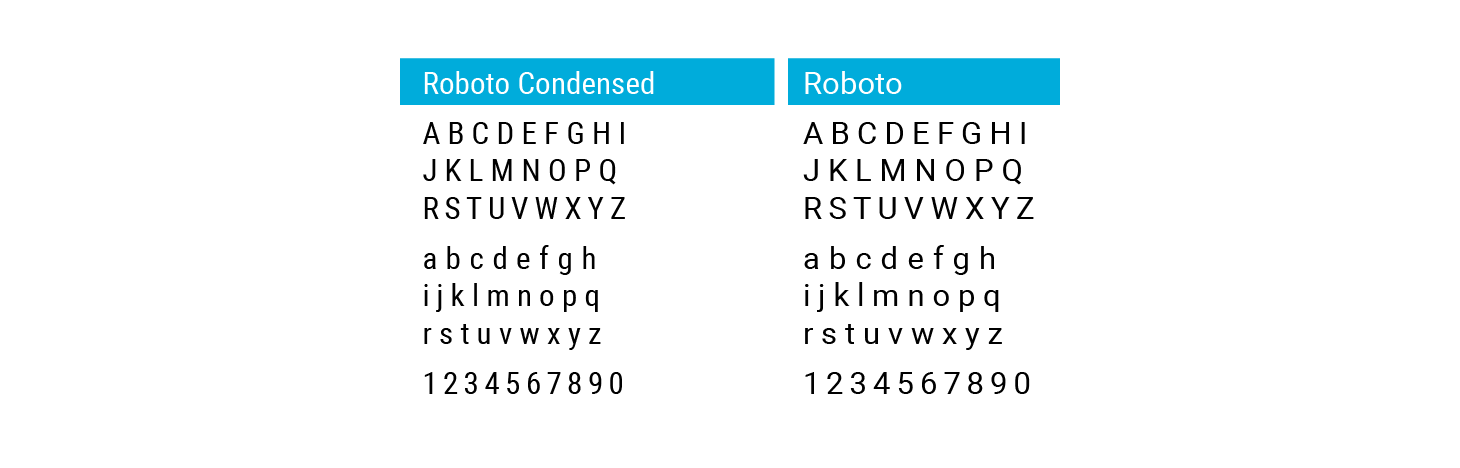 Roboto Condensed
A B C D E F G H I
J K L M N O P Q
R S T U V W X Y Z
a b c d e f g h
i j k l m n o p q
r s t u v w x y z
1 2 3 4 5 6 7 8 9 0
Roboto
A B C D E F G H I
J K L M N O P Q
R S T U V W X Y Z
a b c d e f g h
i j k l m n o p q
r s t u v w x y z
1 2 3 4 5 6 7 8 9 0